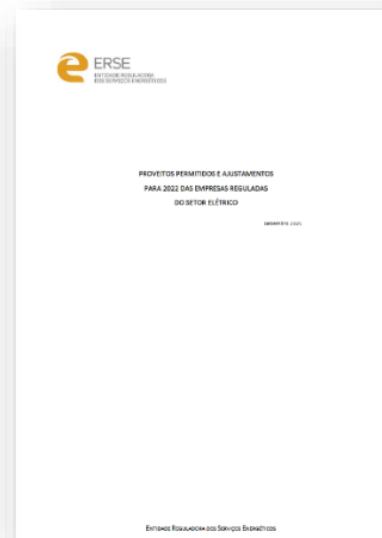 ERSE
ENTIDADE REGULADORA
DOS SERVIÇOS ENERGÉTICOS
PROVEITOS PERMITIDOS E AJUSTAMENTOS
PARA 2022 DAS EMPRESAS REGULADAS
DO SETOR ELÉTRICO
ENTIDADE REGULADORA DOS SERVIÇOS ENERGÉTICOS